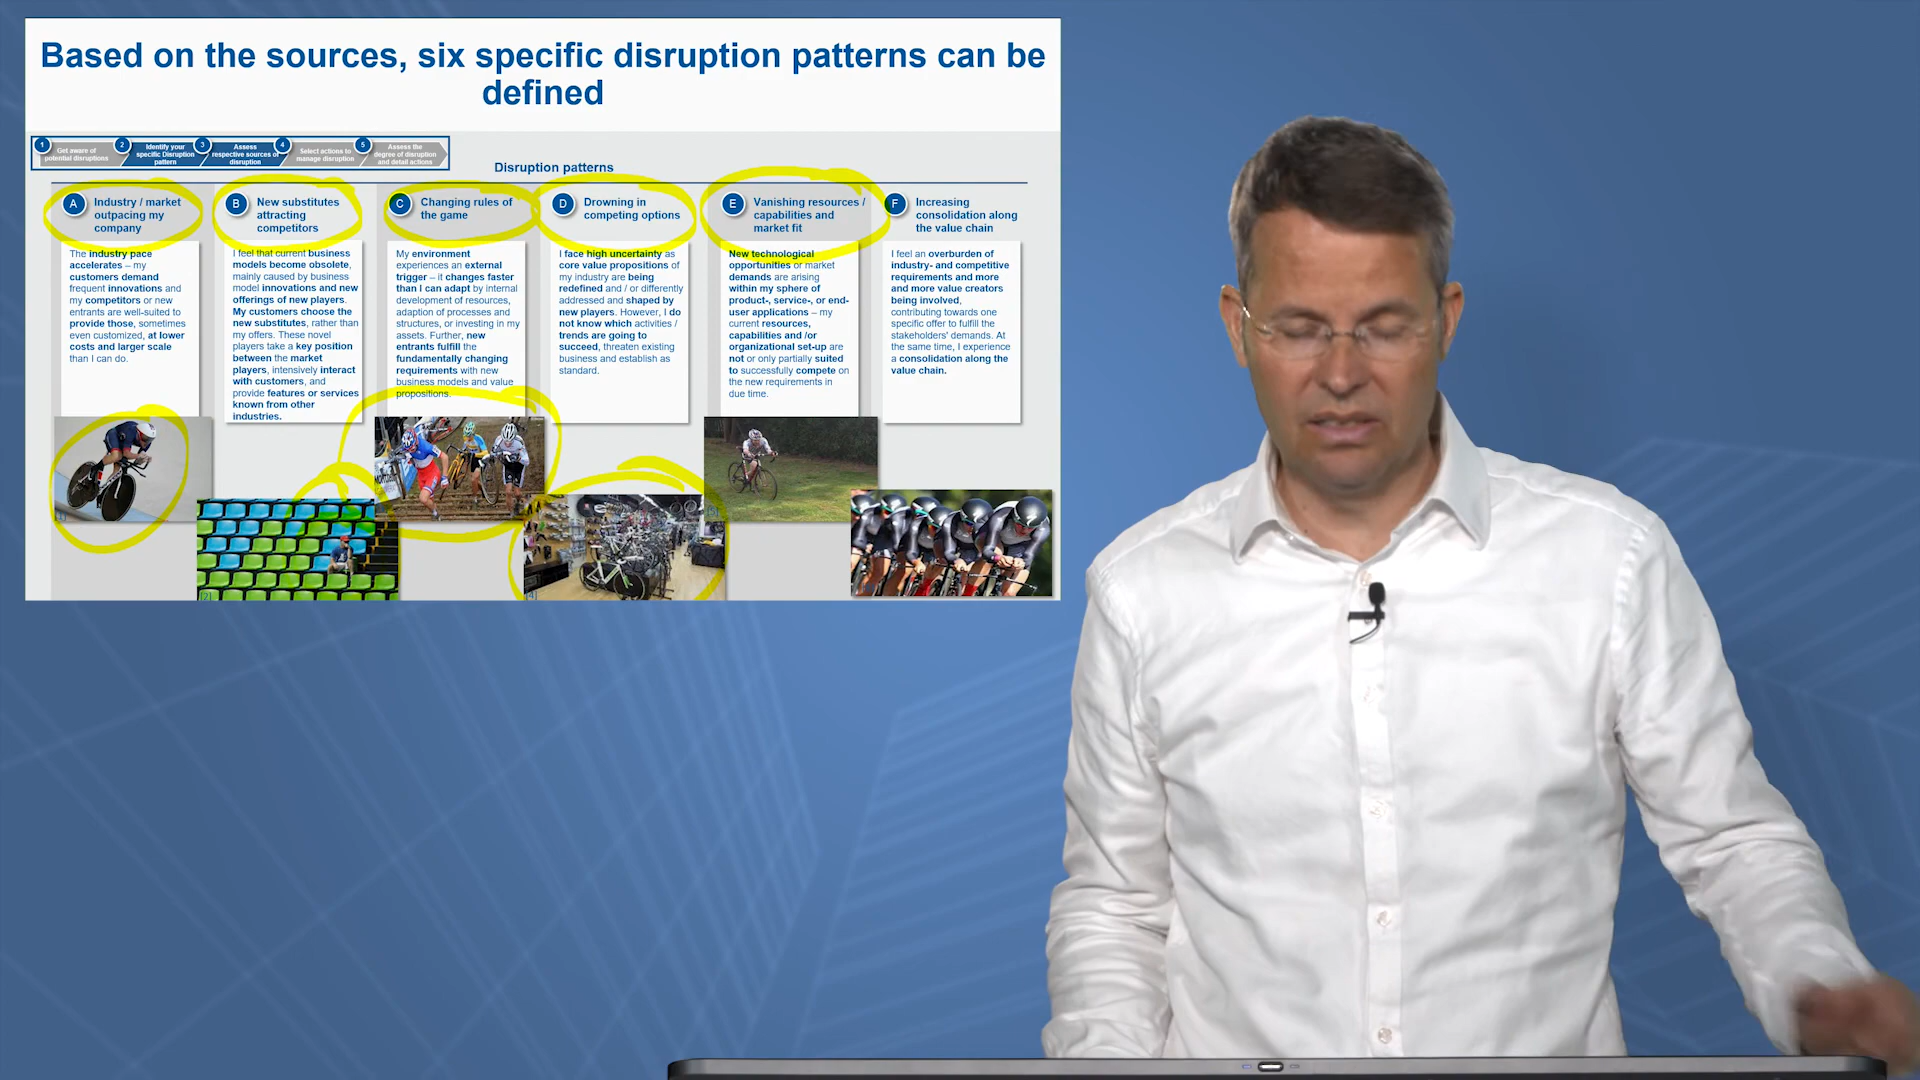 Based on the sources, six specific disruption patterns can be
defined
1
Get aware of
potential disruptions
2
Identify your
specific Disruption
pattern
3
Assess
respective sources of
disruption
4
Select actions to
manage disruption
5
Assess the
degree of disruption
and detail actions
Disruption patterns
A
Industry / market
outpacing my
company
The industry pace
accelerates – my
customers demand
frequent innovations and
my competitors or new
entrants are well-suited to
provide those, sometimes
even customized, at lower
costs and larger scale
than I can do.
B
New substitutes
attracting
competitors
I feel that current business
models become obsolete,
mainly caused by business
model innovations and new
offerings of new players.
My customers choose the
new substitutes, rather than
my offers. These novel
players take a key position
between the market
players, intensively interact
with customers, and
provide features or services
known from other
industries.
C
Changing rules of
the game
My environment
experiences an external
trigger – it changes faster
than I can adapt by internal
development of resources,
adaption of processes and
structures, or investing in my
assets. Further, new
entrants fulfill the
fundamentally changing
requirements with new
business models and value
propositions.
D
Drowning in
competing options
I face high uncertainty as
core value propositions of
my industry are being
redefined and / or differently
addressed and shaped by
new players. However, I do
not know which activities /
trends are going to
succeed, threaten existing
business and establish as
standard.
E
Vanishing resources /
capabilities and
market fit
New technological
opportunities or market
demands are arising
within my sphere of
product-, service-, or end-
user applications – my
current resources,
capabilities and /or
organizational set-up are
not or only partially suited
to successfully compete on
the new requirements in
due time.
F
Increasing
consolidation along
the value chain
I feel an overburden of
industry- and competitive
requirements and more
and more value creators
being involved,
contributing towards one
specific offer to fulfill the
stakeholders' demands. At
the same time, I experience
a consolidation along the
value chain.
[2]